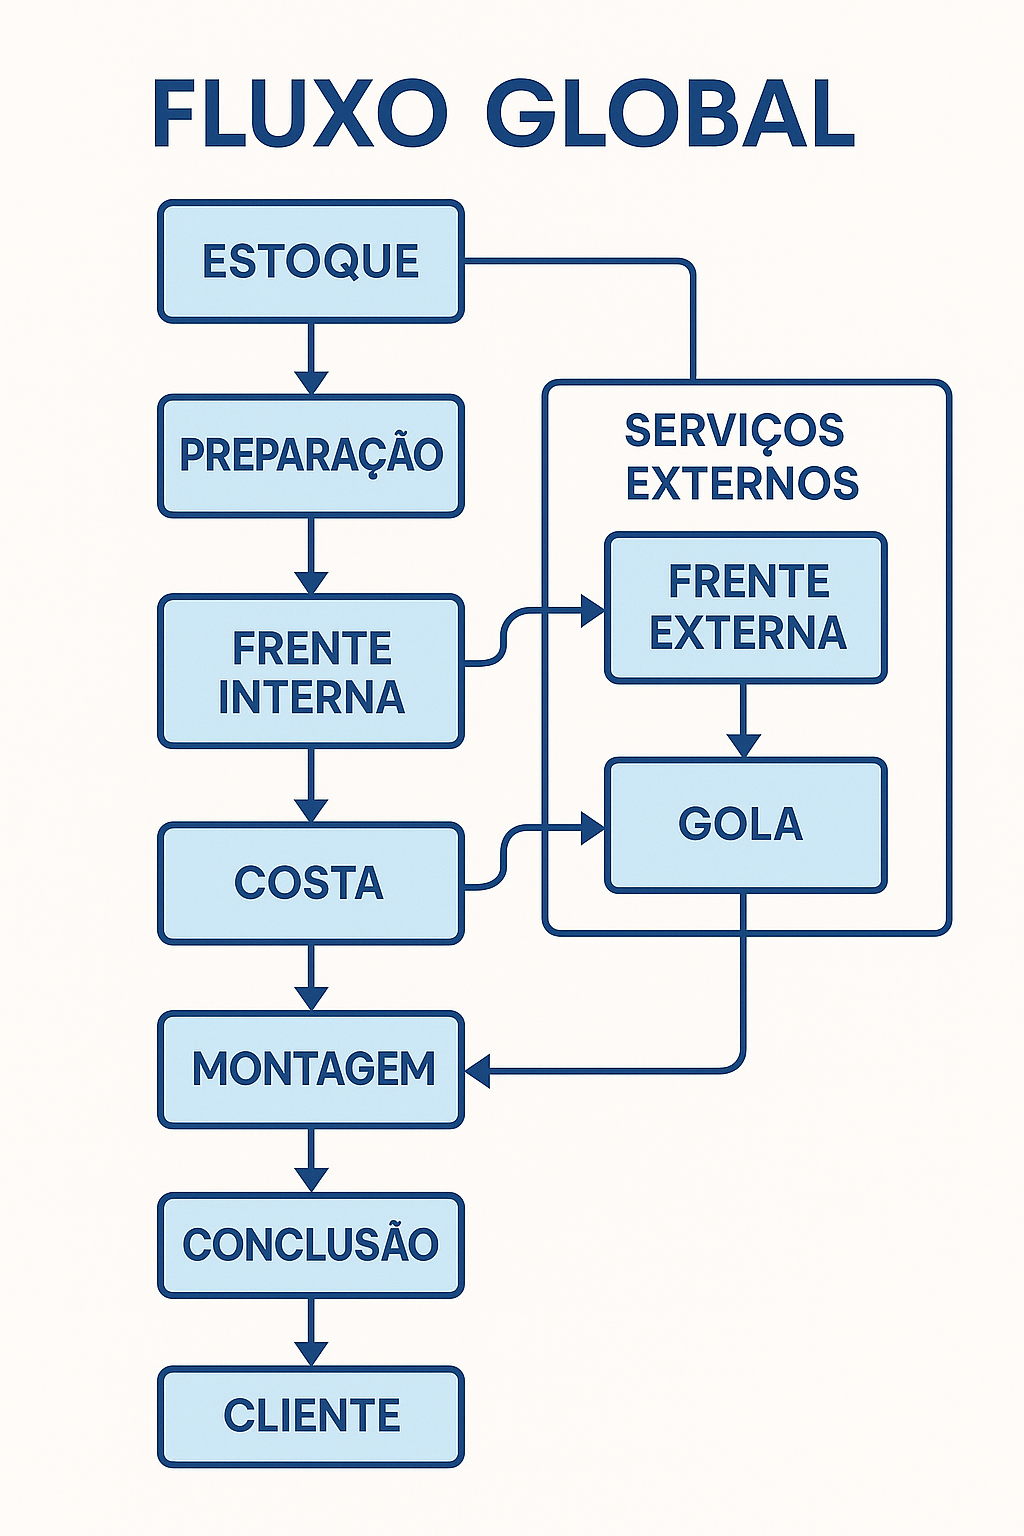 FLUXO GLOBAL
ESTOQUE
PREPARAÇÃO
SERVIÇOS
EXTERNOS
FRENTE
INTERNA
FRENTE
EXTERNA
COSTA
GOLA
MONTAGEM
CONCLUSÃO
CLIENTE